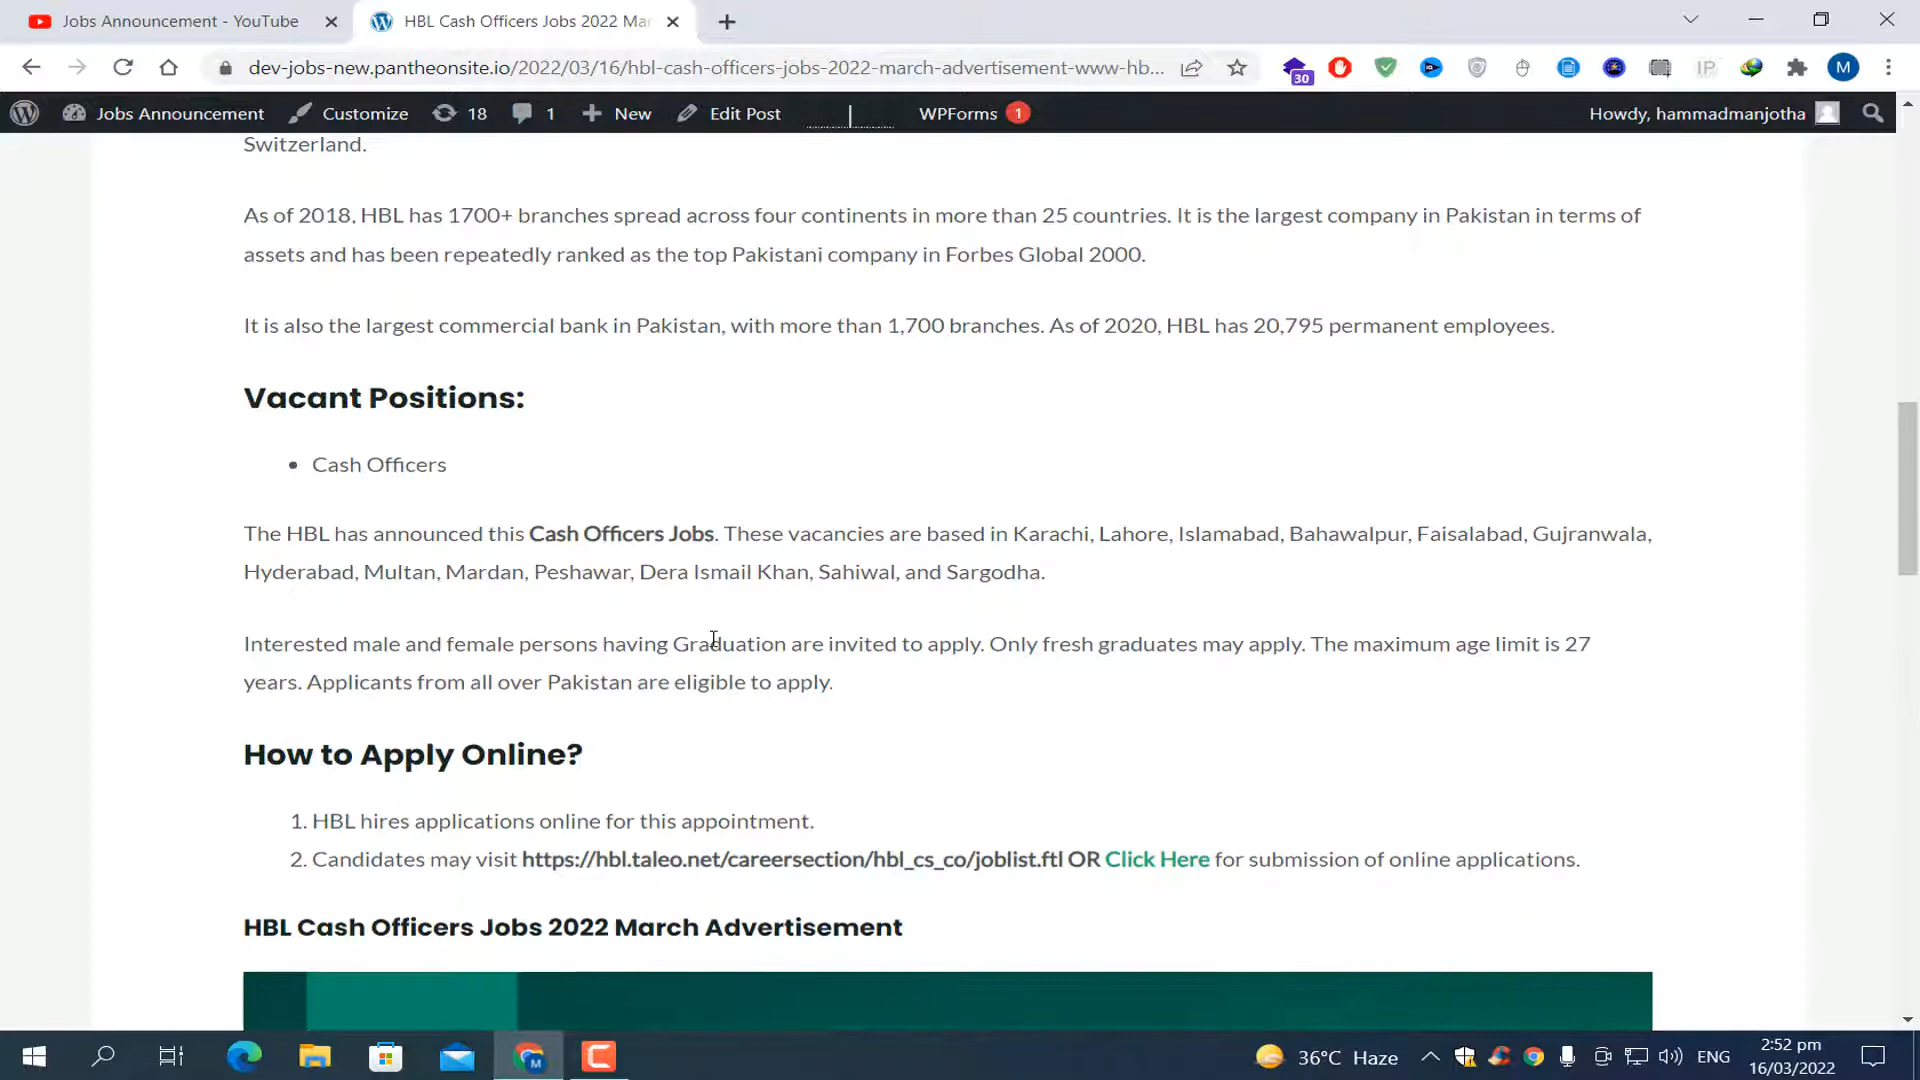 Jobs Announcement - YouTube
HBL Cash Officers Jobs 2022 Mar
dev-jobs-new.pantheonsite.io/2022/03/16/hbl-cash-officers-jobs-2022-march-advertisement-www-hb...
30
M
Jobs Announcement
Customize
18
1
New
Edit Post
WPForms 1
Howdy, hammadmanjotha
Switzerland.
As of 2018, HBL has 1700+ branches spread across four continents in more than 25 countries. It is the largest company in Pakistan in terms of
assets and has been repeatedly ranked as the top Pakistani company in Forbes Global 2000.
It is also the largest commercial bank in Pakistan, with more than 1,700 branches. As of 2020, HBL has 20,795 permanent employees.
Vacant Positions:
• Cash Officers
The HBL has announced this Cash Officers Jobs. These vacancies are based in Karachi, Lahore, Islamabad, Bahawalpur, Faisalabad, Gujranwala,
Hyderabad, Multan, Mardan, Peshawar, Dera Ismail Khan, Sahiwal, and Sargodha.
Interested male and female persons having Graduation are invited to apply. Only fresh graduates may apply. The maximum age limit is 27
years. Applicants from all over Pakistan are eligible to apply.
How to Apply Online?
1. HBL hires applications online for this appointment.
2. Candidates may visit https://hbl.taleo.net/careersection/hbl_cs_co/joblist.ftl OR Click Here for submission of online applications.
HBL Cash Officers Jobs 2022 March Advertisement
36°C Haze
ENG
2:52 pm
16/03/2022